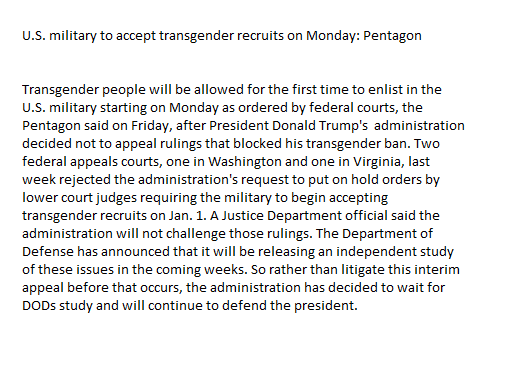 U.S. military to accept transgender recruits on Monday: Pentagon
Transgender people will be allowed for the first time to enlist in the
U.S. military starting on Monday as ordered by federal courts, the
Pentagon said on Friday, after President Donald Trump's  administration
decided not to appeal rulings that blocked his transgender ban. Two
federal appeals courts, one in Washington and one in Virginia, last
week rejected the administration's request to put on hold orders by
lower court judges requiring the military to begin accepting
transgender recruits on Jan. 1. A Justice Department official said the
administration will not challenge those rulings. The Department of
Defense has announced that it will be releasing an independent study
of these issues in the coming weeks. So rather than litigate this interim
appeal before that occurs, the administration has decided to wait for
DODs study and will continue to defend the president.